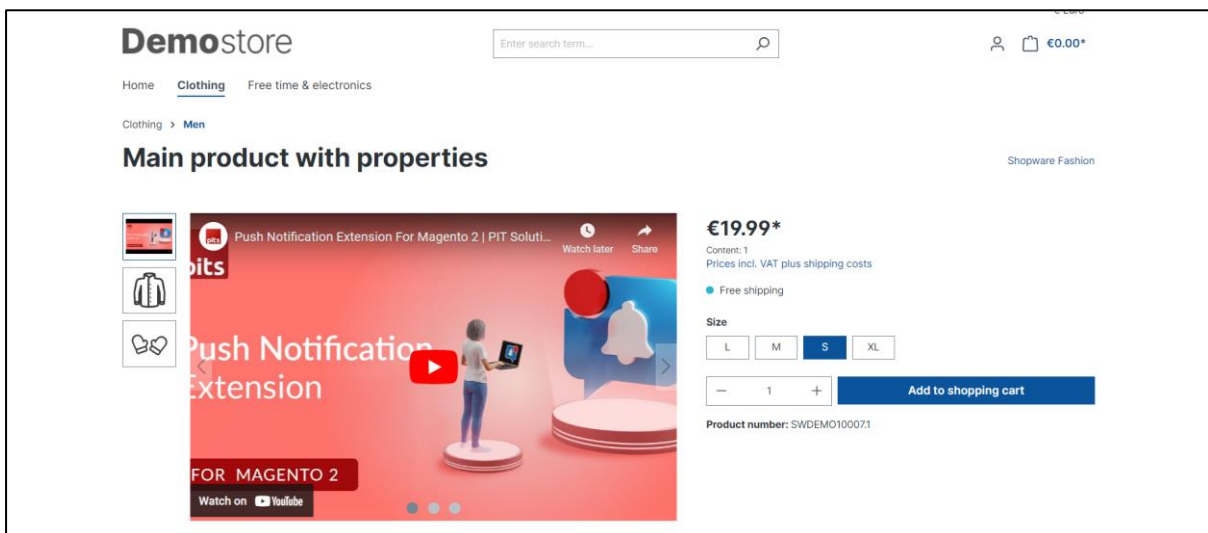 € Euro
Demostore
Enter search term...
€0.00*
Home Clothing Free time & electronics
Clothing > Men
Main product with properties
Shopware Fashion
pits
Push Notification Extension For Magento 2 | PIT Soluti...
Watch later
Share
pits
Push Notification
Extension
FOR MAGENTO 2
Watch on YouTube
€19.99*
Content: 1
Prices incl. VAT plus shipping costs
Free shipping
Size
L M S XL
− 1 +
Add to shopping cart
Product number: SWDEMO10007.1